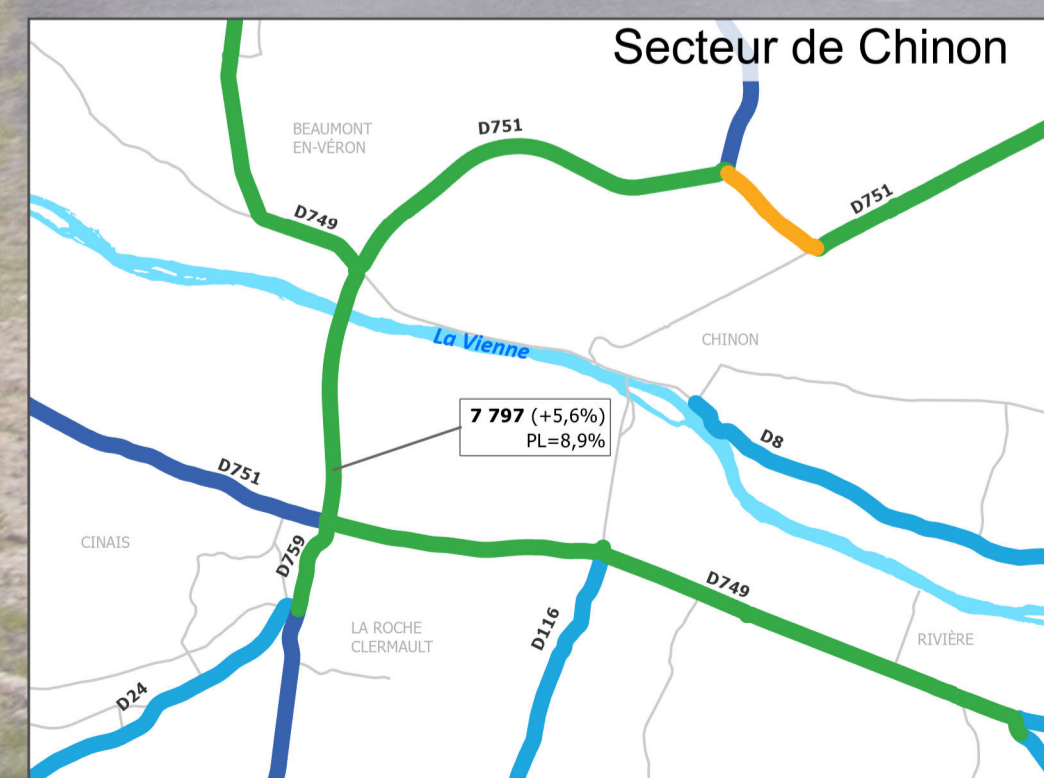 Secteur de Chinon
BEAUMONT
EN-VÉRON
D751
D749
D751
La Vienne
CHINON
7 797 (+5,6%)
PL=8,9%
D8
D751
CINAIS
D759
D749
D116
LA ROCHE
CLERMAULT
RIVIÈRE
D24